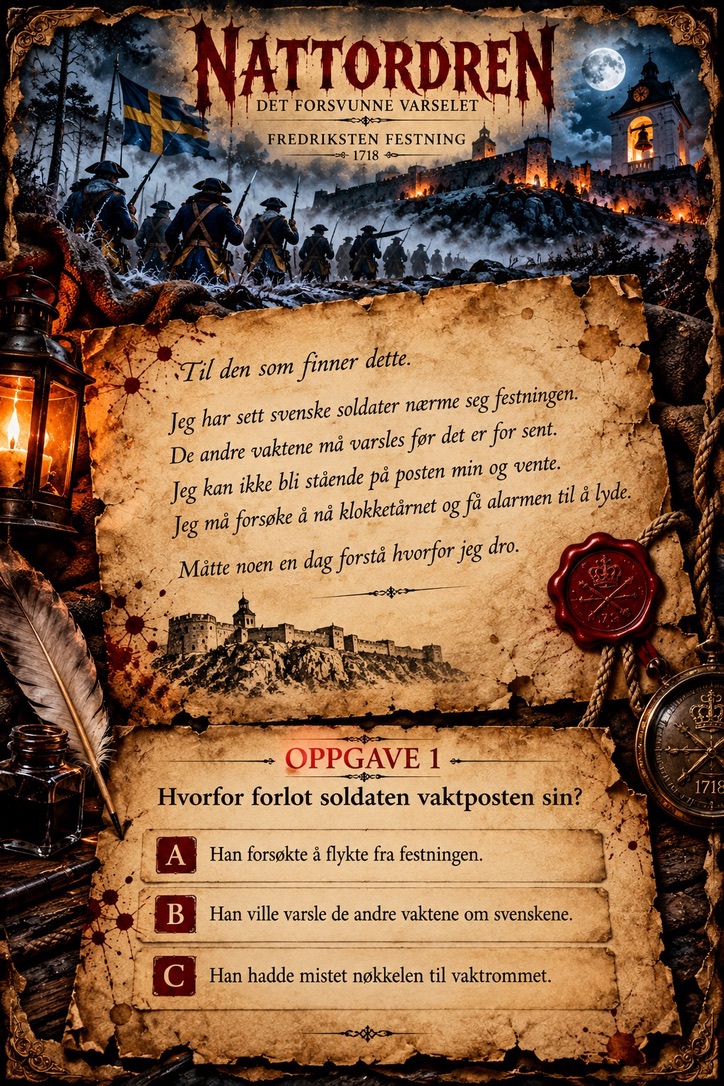 NATTORDREN
DET FORSVUNNE VARSELET
FREDRIKSTEN FESTNING
1718
Til den som finner dette.
Jeg har sett svenske soldater nærme seg festningen.
De andre vaktene må varsles før det er for sent.
Jeg kan ikke bli stående på posten min og vente.
Jeg må forsøke å nå klokketårnet og få alarmen til å lyde.
Måtte noen en dag forstå hvorfor jeg dro.
1718
OPPGAVE 1
Hvorfor forlot soldaten vaktposten sin?
A Han forsøkte å flykte fra festningen.
B Han ville varsle de andre vaktene om svenskene.
C Han hadde mistet nøkkelen til vaktrommet.